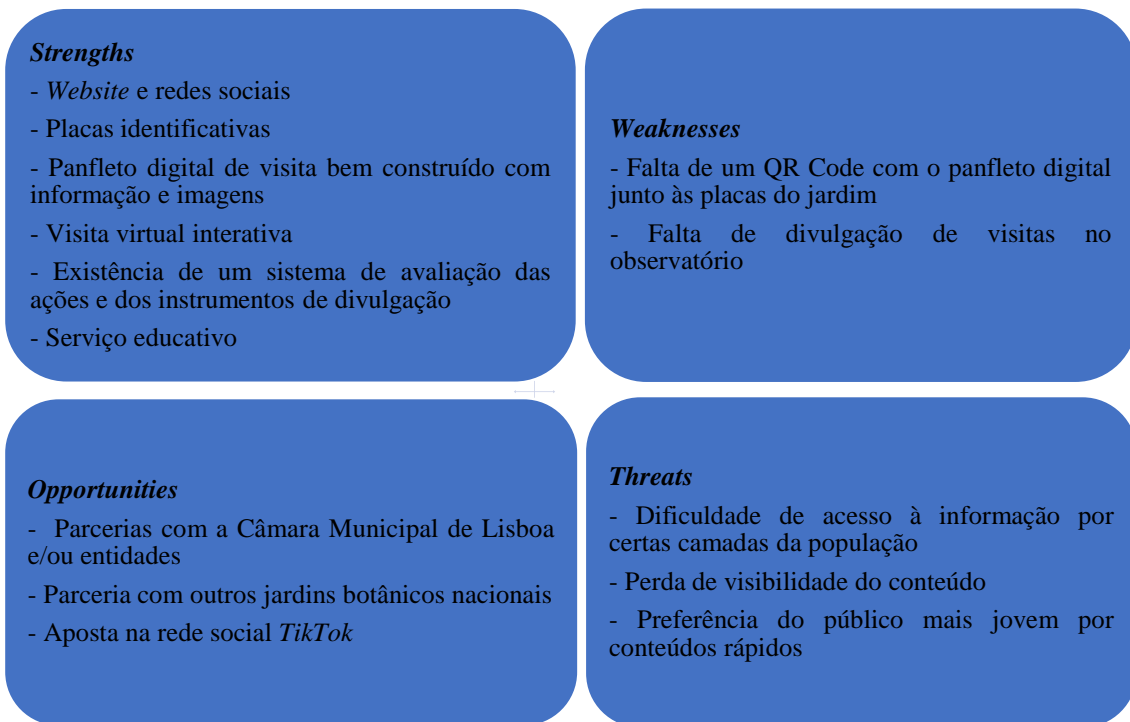 Strengths
- Website e redes sociais
- Placas identificativas
- Panfleto digital de visita bem construído com
informação e imagens
- Visita virtual interativa
- Existência de um sistema de avaliação das
ações e dos instrumentos de divulgação
- Serviço educativo
Weaknesses
- Falta de um QR Code com o panfleto digital
junto às placas do jardim
- Falta de divulgação de visitas no
observatório
Opportunities
- Parcerias com a Câmara Municipal de Lisboa
e/ou entidades
- Parceria com outros jardins botânicos nacionais
- Aposta na rede social TikTok
Threats
- Dificuldade de acesso à informação por
certas camadas da população
- Perda de visibilidade do conteúdo
- Preferência do público mais jovem por
conteúdos rápidos